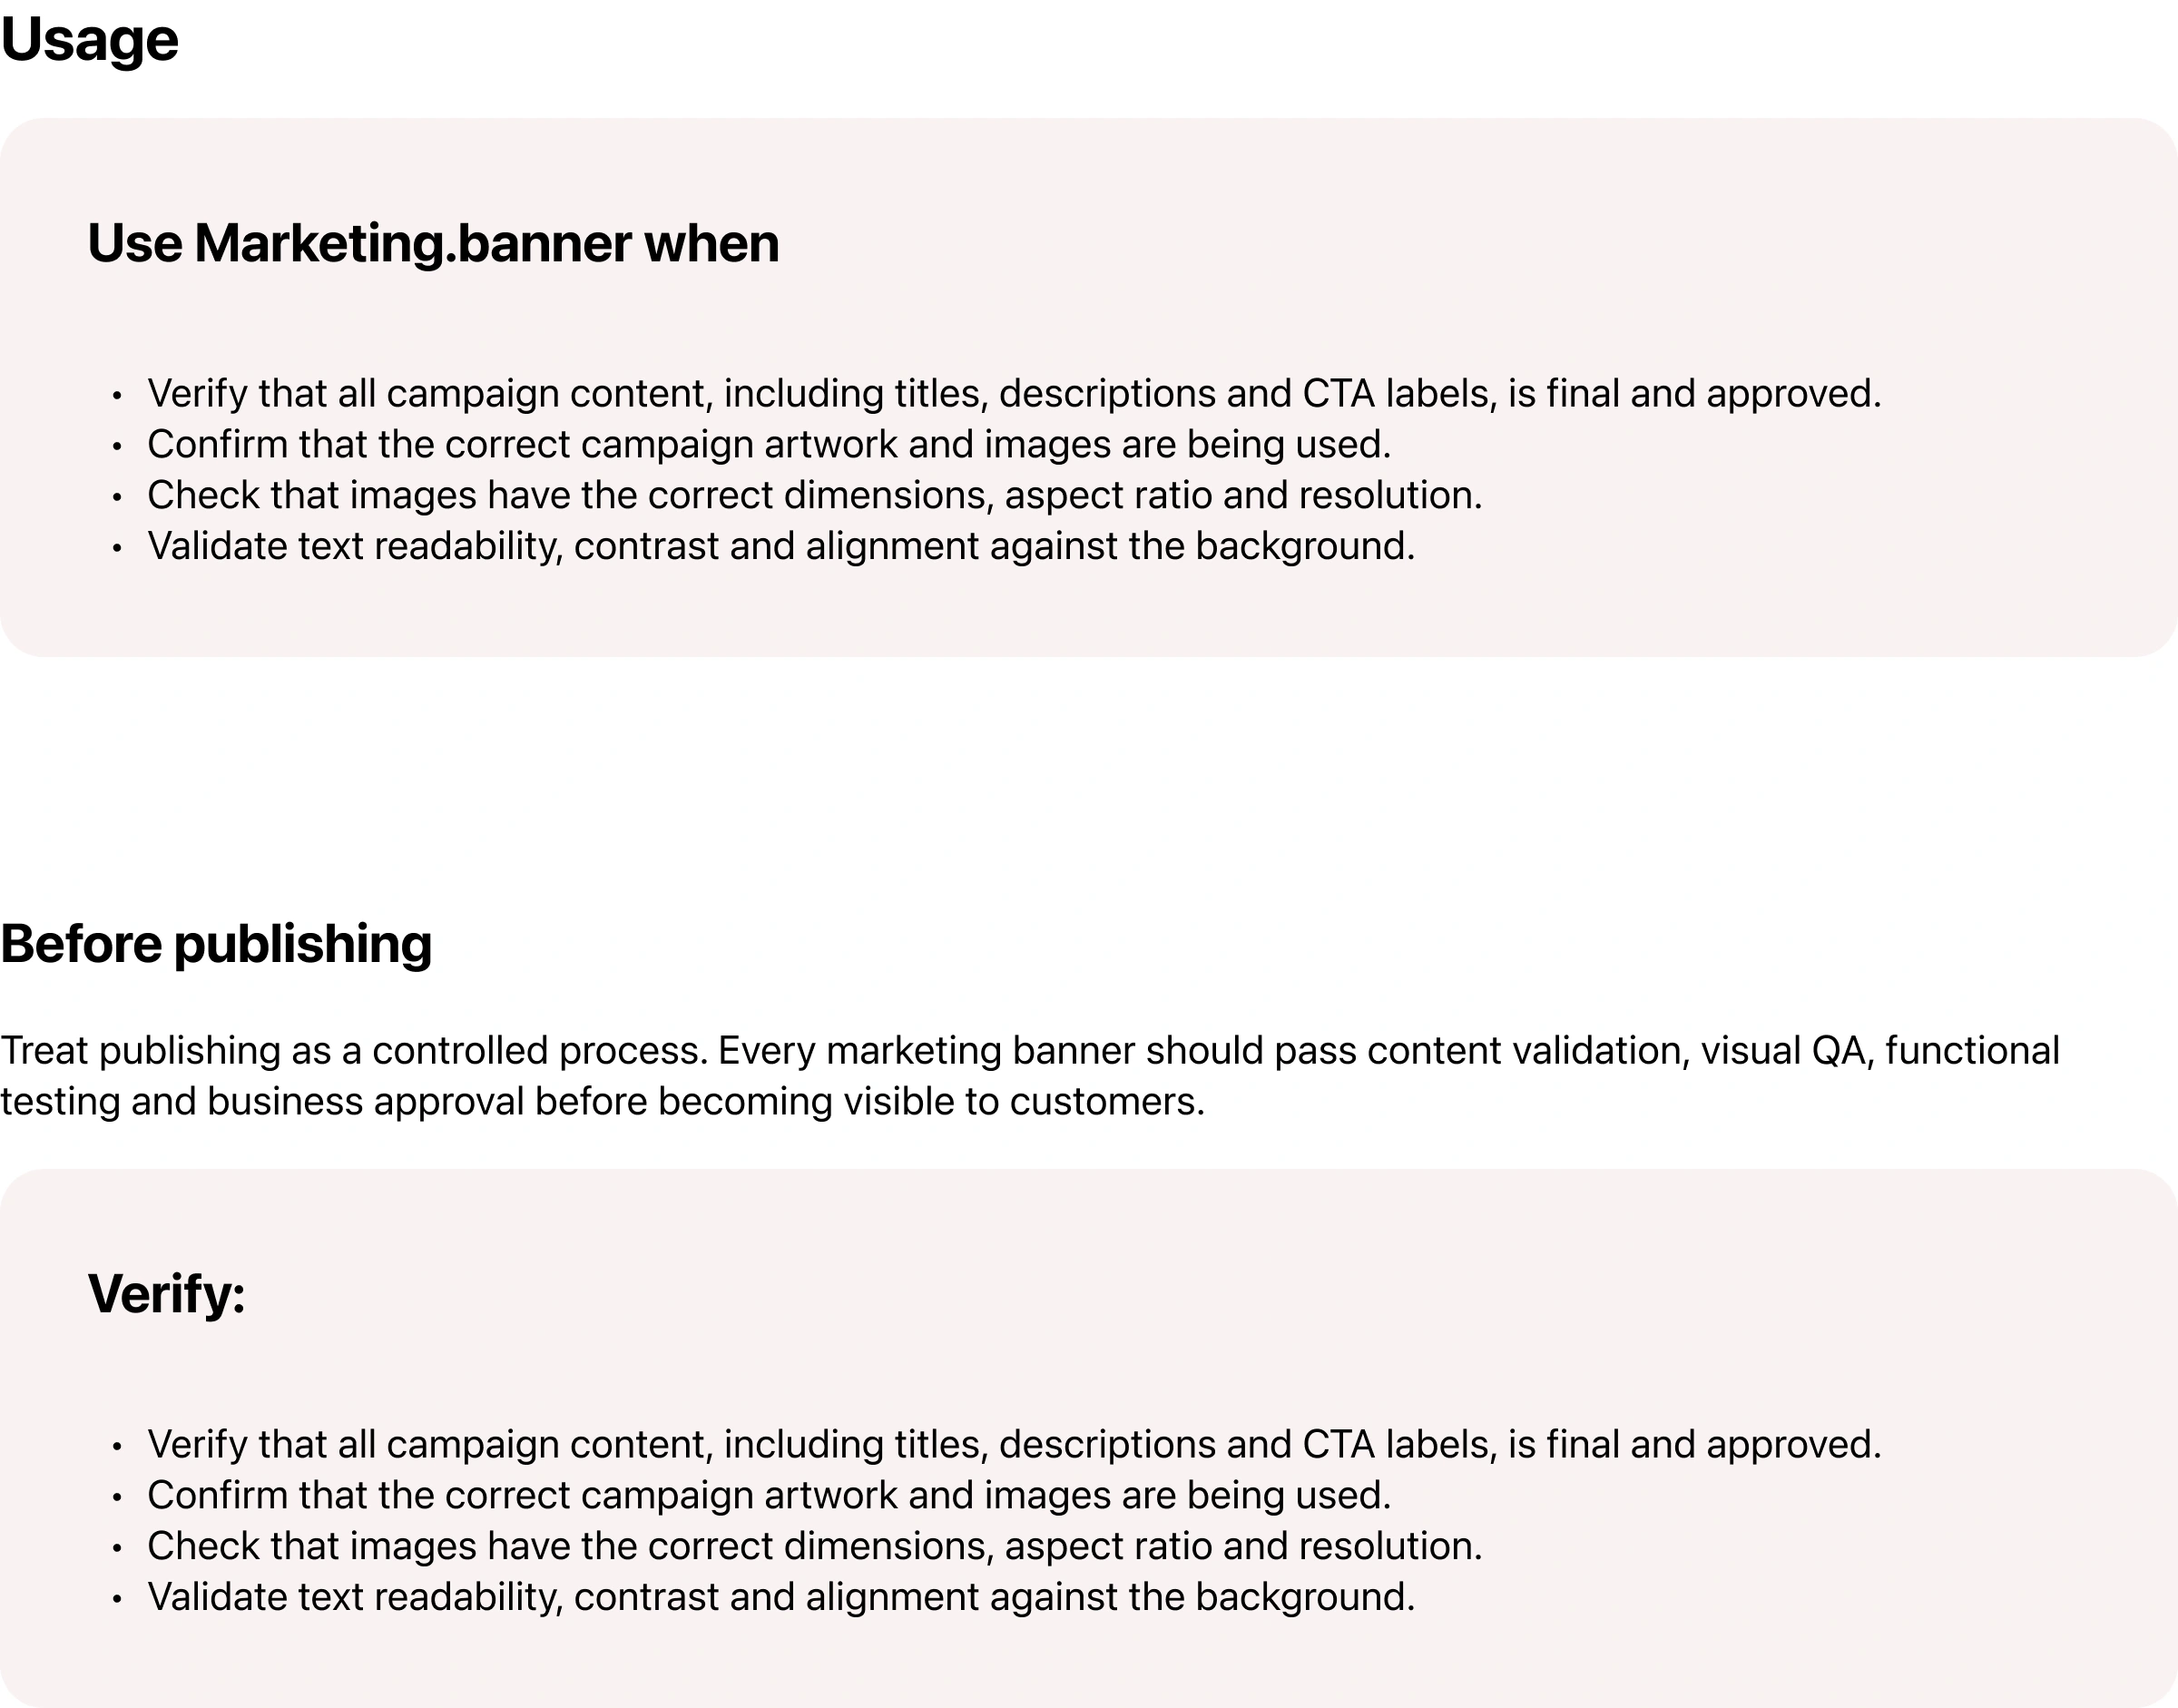 Usage
Use Marketing.banner when
• Verify that all campaign content, including titles, descriptions and CTA labels, is final and approved.
• Confirm that the correct campaign artwork and images are being used.
• Check that images have the correct dimensions, aspect ratio and resolution.
• Validate text readability, contrast and alignment against the background.
Before publishing
Treat publishing as a controlled process. Every marketing banner should pass content validation, visual QA, functional
testing and business approval before becoming visible to customers.
Verify:
• Verify that all campaign content, including titles, descriptions and CTA labels, is final and approved.
• Confirm that the correct campaign artwork and images are being used.
• Check that images have the correct dimensions, aspect ratio and resolution.
• Validate text readability, contrast and alignment against the background.